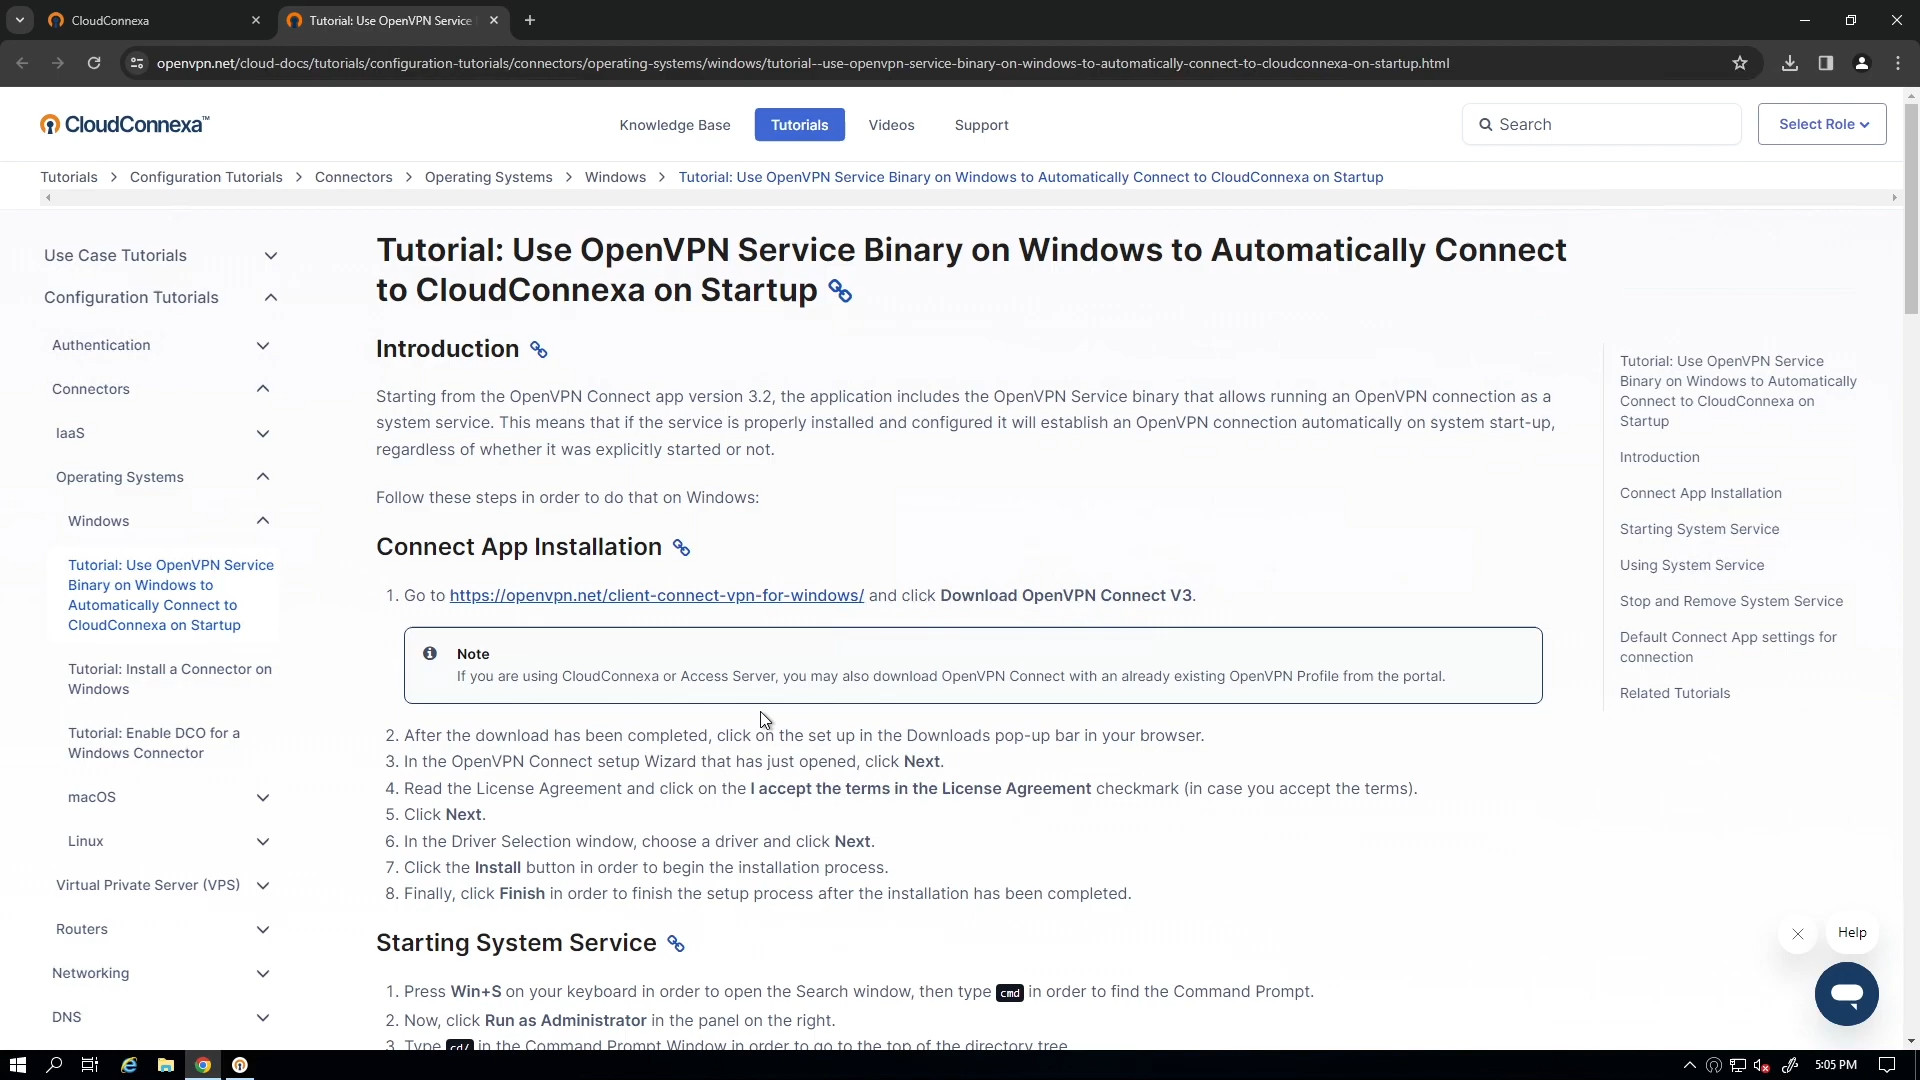 CloudConnexa
Tutorial: Use OpenVPN Service
openvpn.net/cloud-docs/tutorials/configuration-tutorials/connectors/operating-systems/windows/tutorial--use-openvpn-service-binary-on-windows-to-automatically-connect-to-cloudconnexa-on-startup.html
CloudConnexa™
Knowledge Base
Tutorials
Videos
Support
Search
Select Role
Tutorials > Configuration Tutorials > Connectors > Operating Systems > Windows > Tutorial: Use OpenVPN Service Binary on Windows to Automatically Connect to CloudConnexa on Startup
Use Case Tutorials
Configuration Tutorials
Authentication
Connectors
IaaS
Operating Systems
Windows
Tutorial: Use OpenVPN Service
Binary on Windows to
Automatically Connect to
CloudConnexa on Startup
Tutorial: Install a Connector on
Windows
Tutorial: Enable DCO for a
Windows Connector
macOS
Linux
Virtual Private Server (VPS)
Routers
Networking
DNS
Tutorial: Use OpenVPN Service Binary on Windows to Automatically Connect
to CloudConnexa on Startup
Introduction
Starting from the OpenVPN Connect app version 3.2, the application includes the OpenVPN Service binary that allows running an OpenVPN connection as a
system service. This means that if the service is properly installed and configured it will establish an OpenVPN connection automatically on system start-up,
regardless of whether it was explicitly started or not.
Follow these steps in order to do that on Windows:
Connect App Installation
1. Go to https://openvpn.net/client-connect-vpn-for-windows/ and click Download OpenVPN Connect V3.
Note
If you are using CloudConnexa or Access Server, you may also download OpenVPN Connect with an already existing OpenVPN Profile from the portal.
2. After the download has been completed, click on the set up in the Downloads pop-up bar in your browser.
3. In the OpenVPN Connect setup Wizard that has just opened, click Next.
4. Read the License Agreement and click on the I accept the terms in the License Agreement checkmark (in case you accept the terms).
5. Click Next.
6. In the Driver Selection window, choose a driver and click Next.
7. Click the Install button in order to begin the installation process.
8. Finally, click Finish in order to finish the setup process after the installation has been completed.
Starting System Service
1. Press Win+S on your keyboard in order to open the Search window, then type cmd in order to find the Command Prompt.
2. Now, click Run as Administrator in the panel on the right.
3. Type cd/ in the Command Prompt Window in order to go to the top of the directory tree
Tutorial: Use OpenVPN Service
Binary on Windows to Automatically
Connect to CloudConnexa on
Startup
Introduction
Connect App Installation
Starting System Service
Using System Service
Stop and Remove System Service
Default Connect App settings for
connection
Related Tutorials
Help
5:05 PM